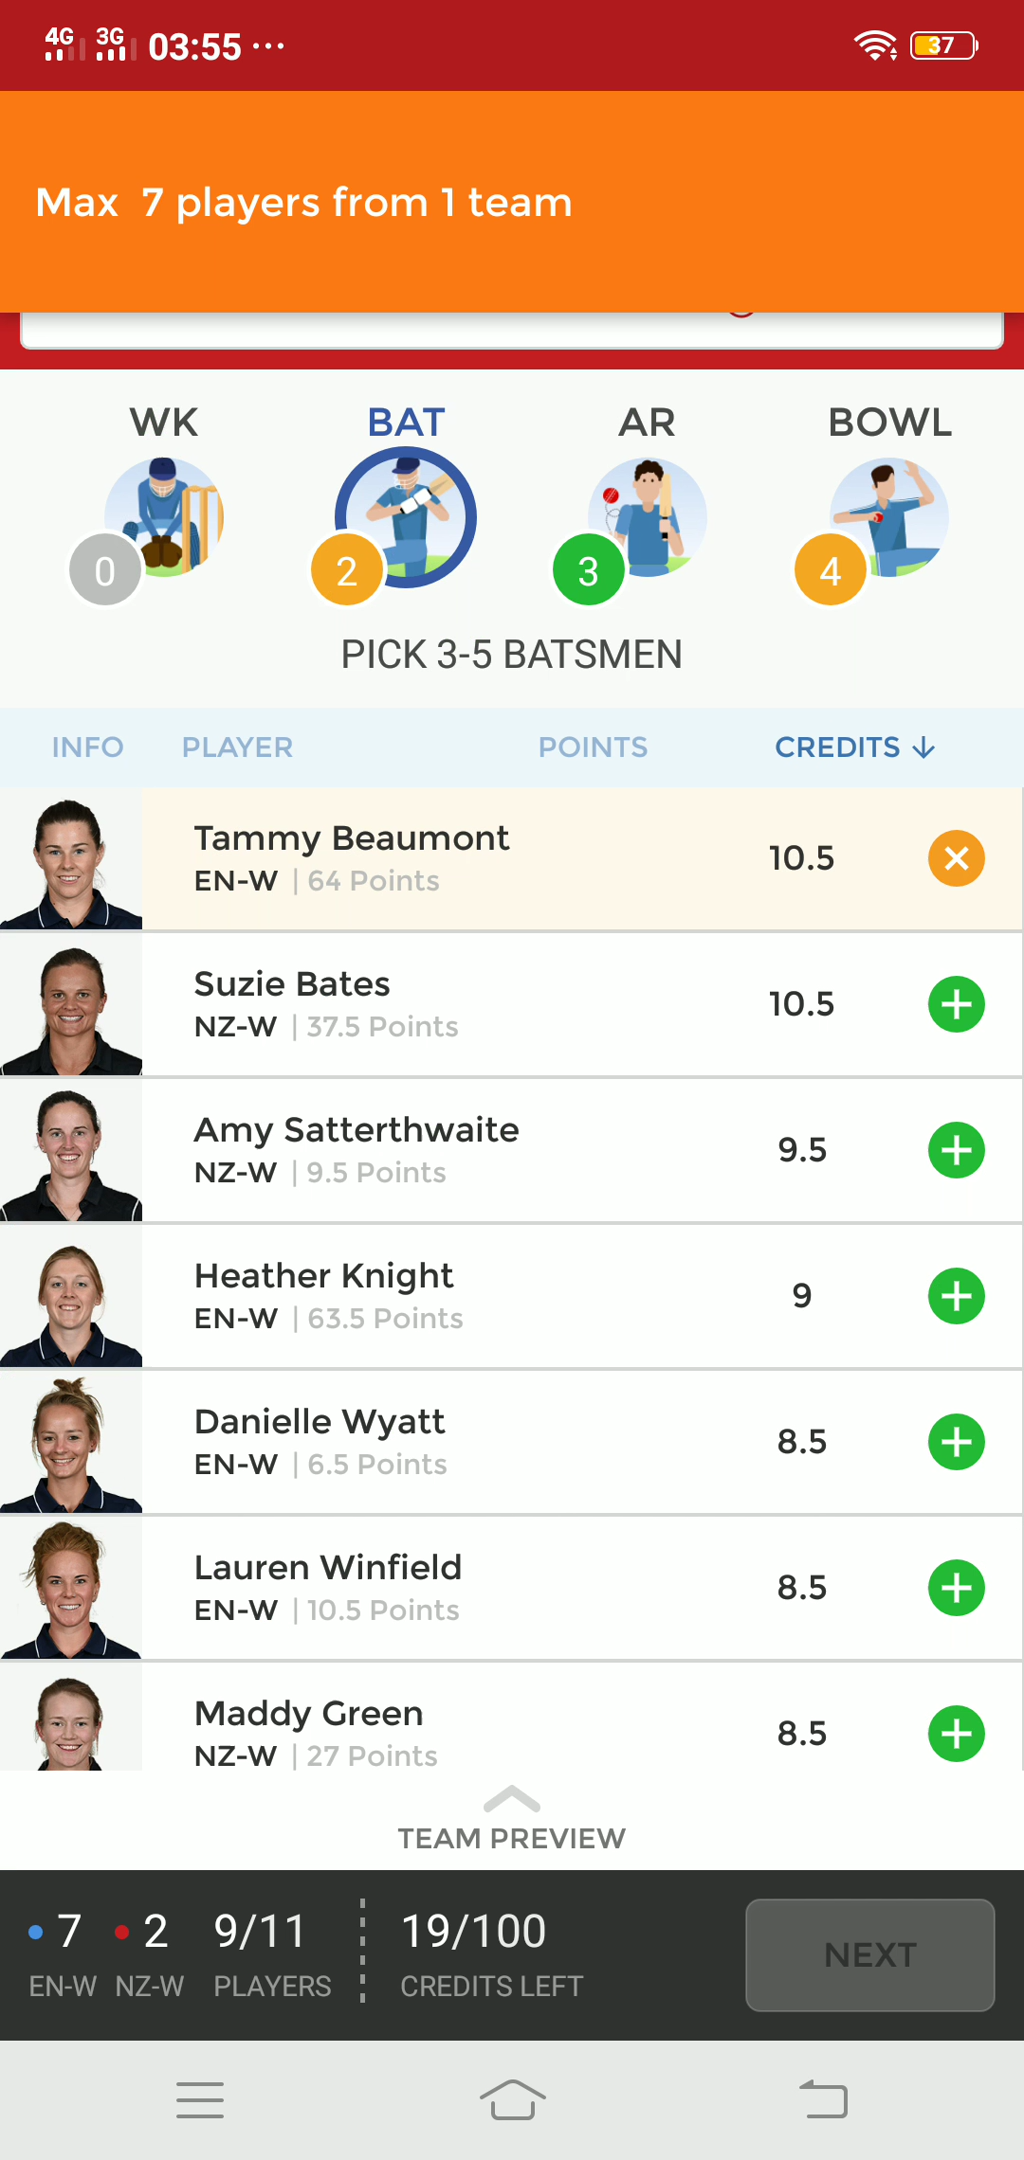 4G 3G 03:55 ... 37
Max 7 players from 1 team
WK BAT AR BOWL
0 2 3 4
PICK 3-5 BATSMEN
INFO PLAYER POINTS CREDITS ↓
Tammy Beaumont
10.5
EN-W | 64 Points
Suzie Bates
10.5
NZ-W | 37.5 Points
Amy Satterthwaite
9.5
NZ-W | 9.5 Points
Heather Knight
9
EN-W | 63.5 Points
Danielle Wyatt
8.5
EN-W | 6.5 Points
Lauren Winfield
8.5
EN-W | 10.5 Points
Maddy Green
8.5
NZ-W | 27 Points
TEAM PREVIEW
7 2 9/11 19/100
NEXT
EN-W NZ-W PLAYERS CREDITS LEFT